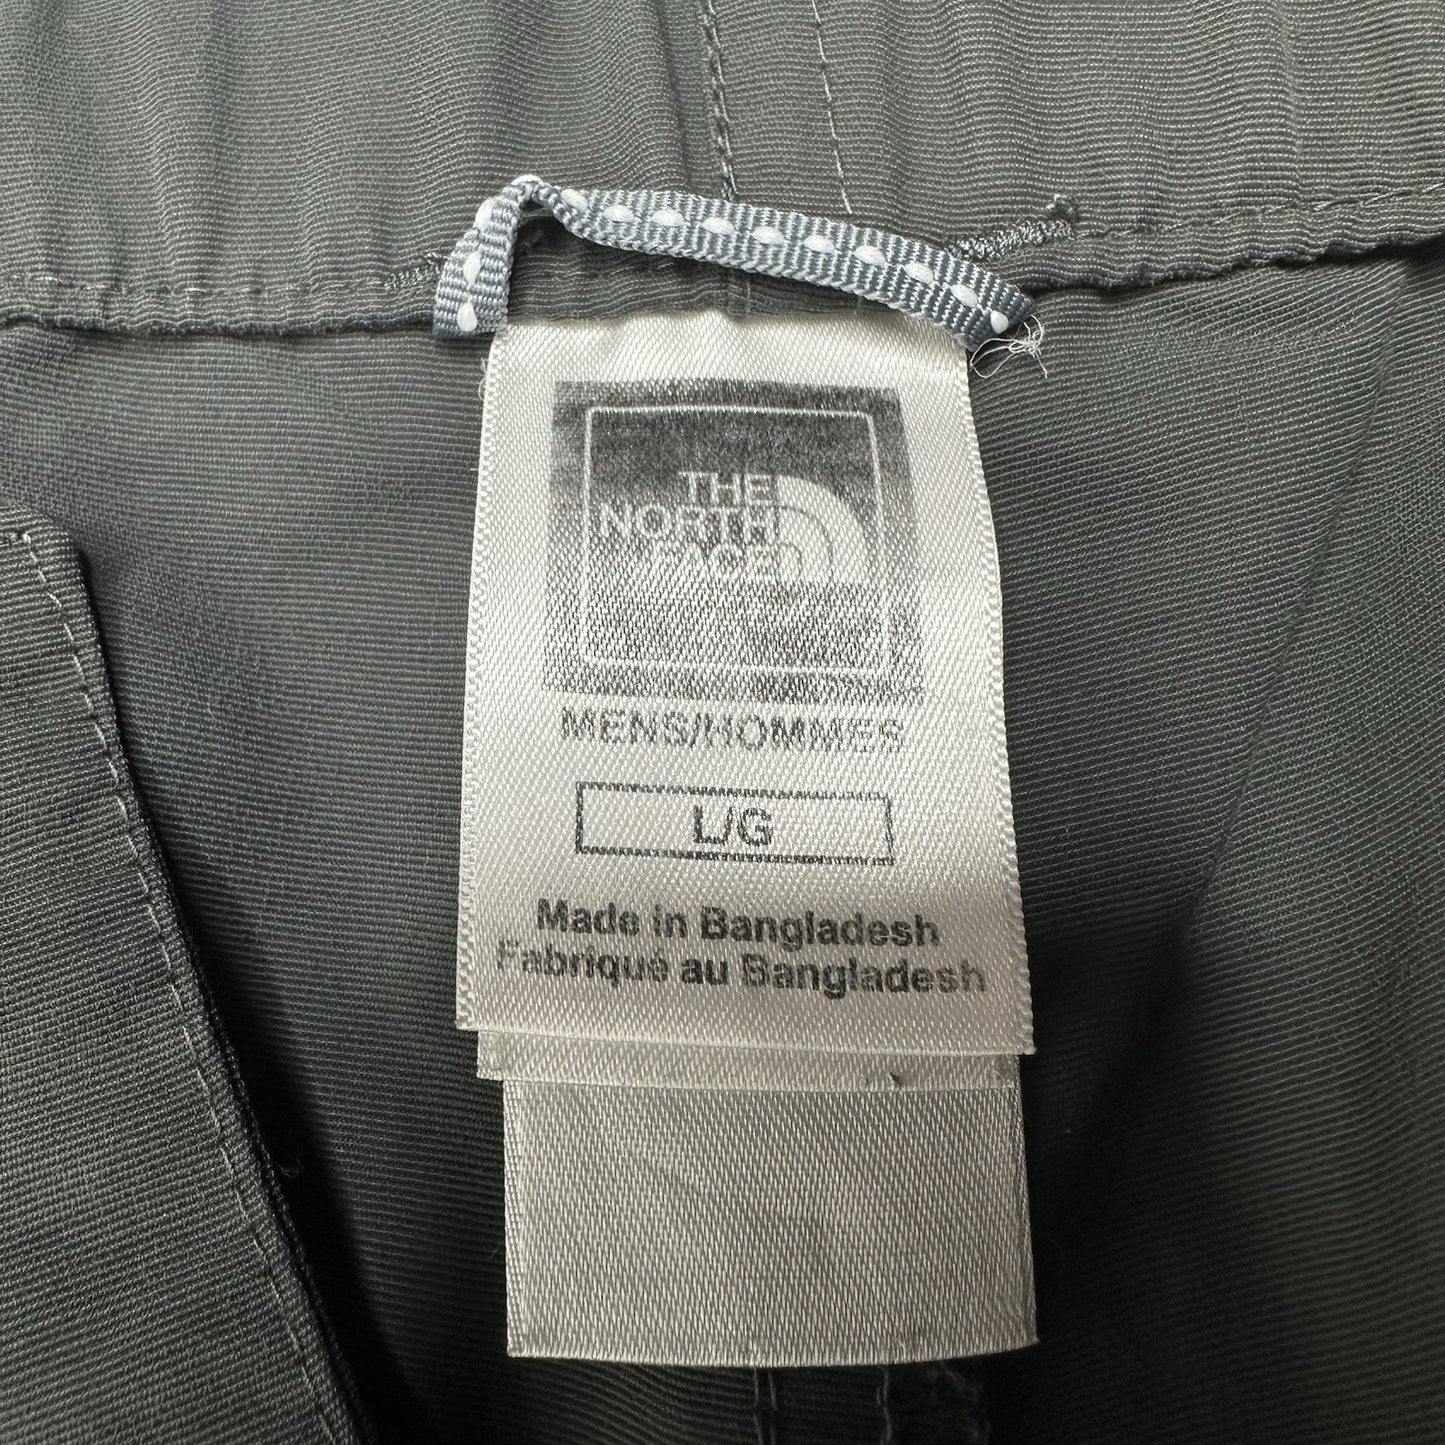 THE
NORTH
FACE
MENS/HOMMES
L/G
Made in Bangladesh
Fabriqué au Bangladesh